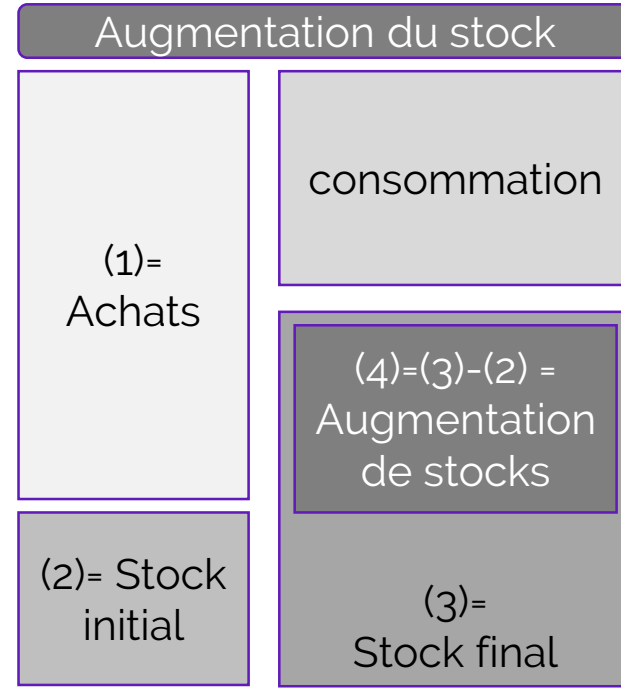 Augmentation du stock
(1)=
Achats
consommation
(4)=(3)-(2) =
Augmentation
de stocks
(2)= Stock
initial
(3)=
Stock final